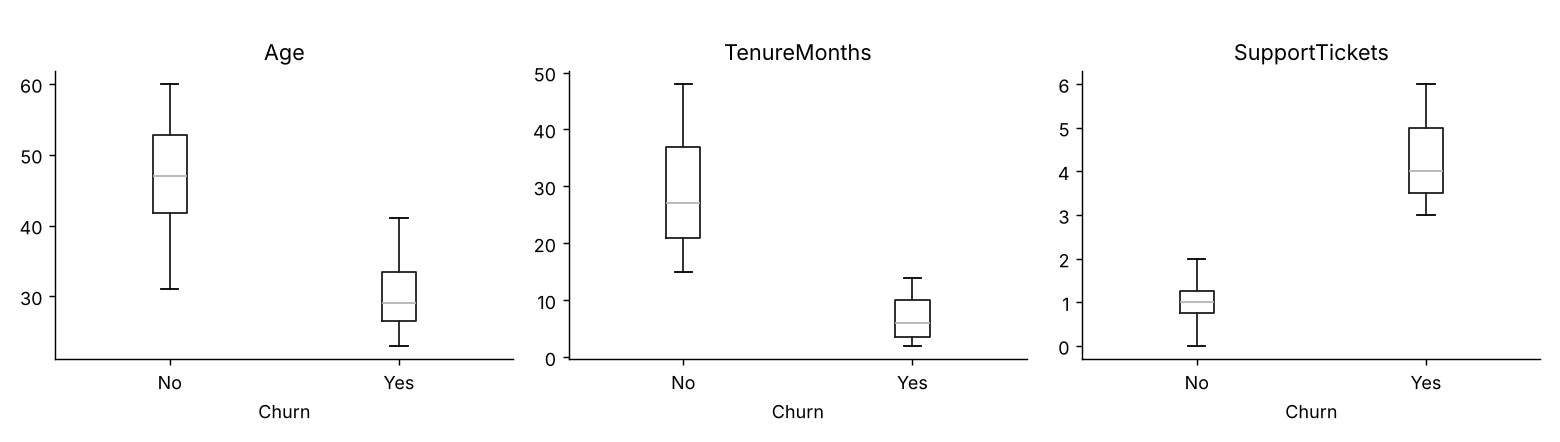 Age
60
50
40
30
No
Yes
Churn
TenureMonths
50
40
30
20
10
0
No
Yes
Churn
SupportTickets
6
5
4
3
2
1
0
No
Yes
Churn